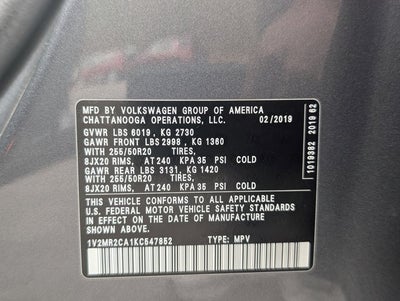 MFD BY VOLKSWAGEN GROUP OF AMERICA
CHATTANOOGA OPERATIONS, LLC. 02/2019
GVWR LBS 6019 , KG 2730
GAWR FRONT LBS 2998 , KG 1360
WITH 255/50R20 TIRES,
8JX20 RIMS, AT 240 KPA 35 PSI COLD
GAWR REAR LBS 3131, KG 1420
WITH 255/50R20 TIRES,
8JX20 RIMS, AT 240 KPA 35 PSI COLD
THIS VEHICLE CONFORMS TO ALL APPLICABLE
U.S. FEDERAL MOTOR VEHICLE SAFETY STANDARDS
IN EFFECT ON THE DATE OF MANUFACTURE
SHOWN ABOVE.
1V2MR2CA1KC547852 TYPE: MPV
1019382 2019 62